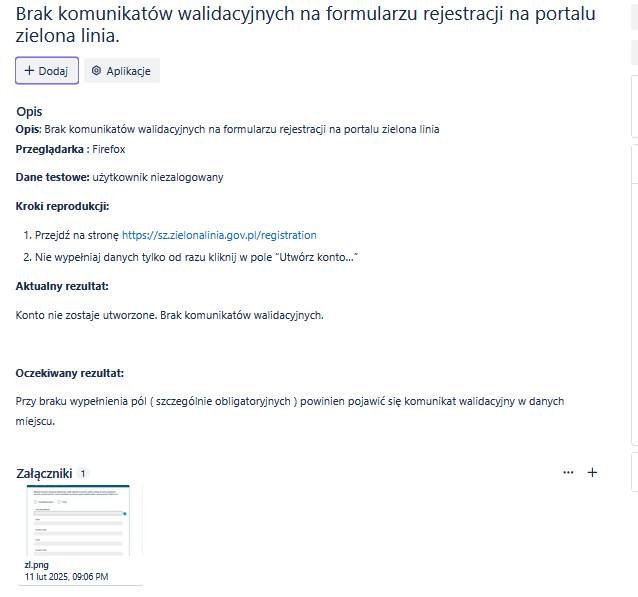 Brak komunikatów walidacyjnych na formularzu rejestracji na portalu
zielona linia.
+ Dodaj
Aplikacje
Opis
Opis: Brak komunikatów walidacyjnych na formularzu rejestracji na portalu zielona linia
Przeglądarka : Firefox
Dane testowe: użytkownik niezalogowany
Kroki reprodukcji:
1. Przejdź na stronę https://sz.zielonalinia.gov.pl/registration
2. Nie wypełniaj danych tylko od razu kliknij w pole “Utwórz konto...”
Aktualny rezultat:
Konto nie zostaje utworzone. Brak komunikatów walidacyjnych.
Oczekiwany rezultat:
Przy braku wypełnienia pól ( szczególnie obligatoryjnych ) powinien pojawić się komunikat walidacyjny w danych
miejscu.
Załączniki 1
zl.png
11 lut 2025, 09:06 PM